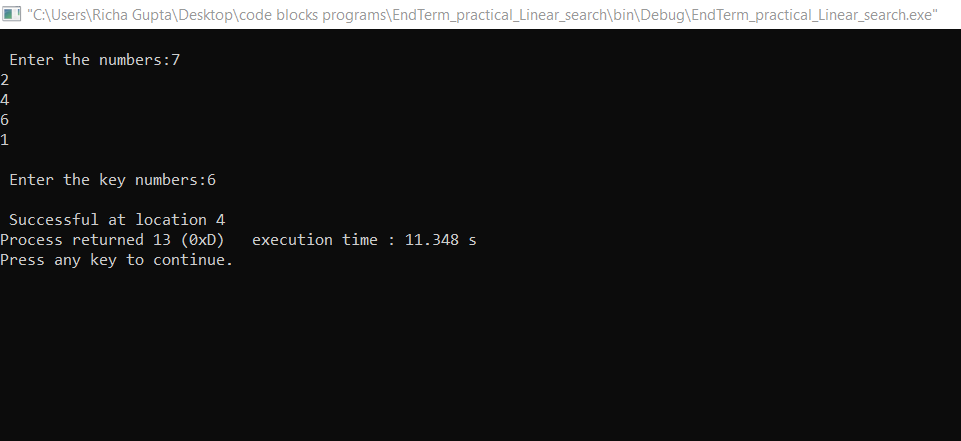 "C:\Users\Richa Gupta\Desktop\code blocks programs\EndTerm_practical_Linear_search\bin\Debug\EndTerm_practical_Linear_search.exe"
Enter the numbers:7
2
4
6
1
Enter the key numbers:6
Successful at location 4
Process returned 13 (0xD)   execution time : 11.348 s
Press any key to continue.